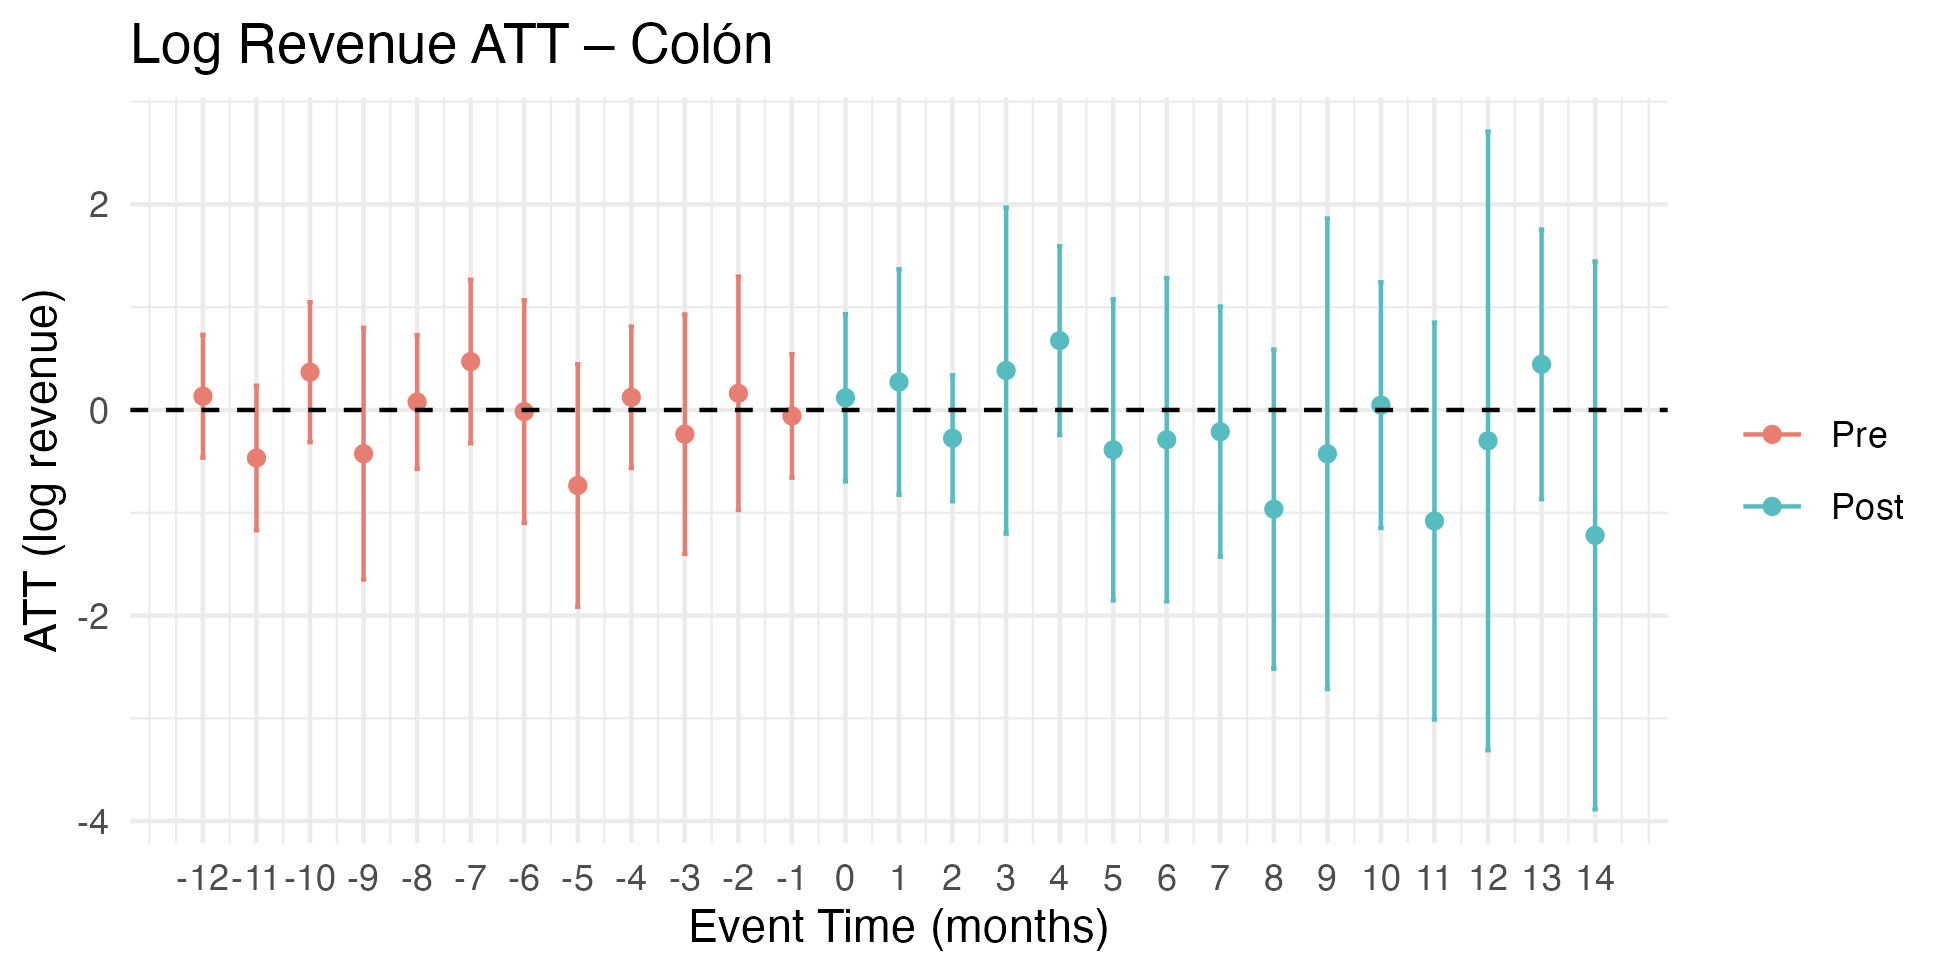 Log Revenue ATT – Colón
ATT (log revenue)
2
0
-2
-4
-12 -11 -10 -9 -8 -7 -6 -5 -4 -3 -2 -1 0 1 2 3 4 5 6 7 8 9 10 11 12 13 14
Event Time (months)
Pre
Post